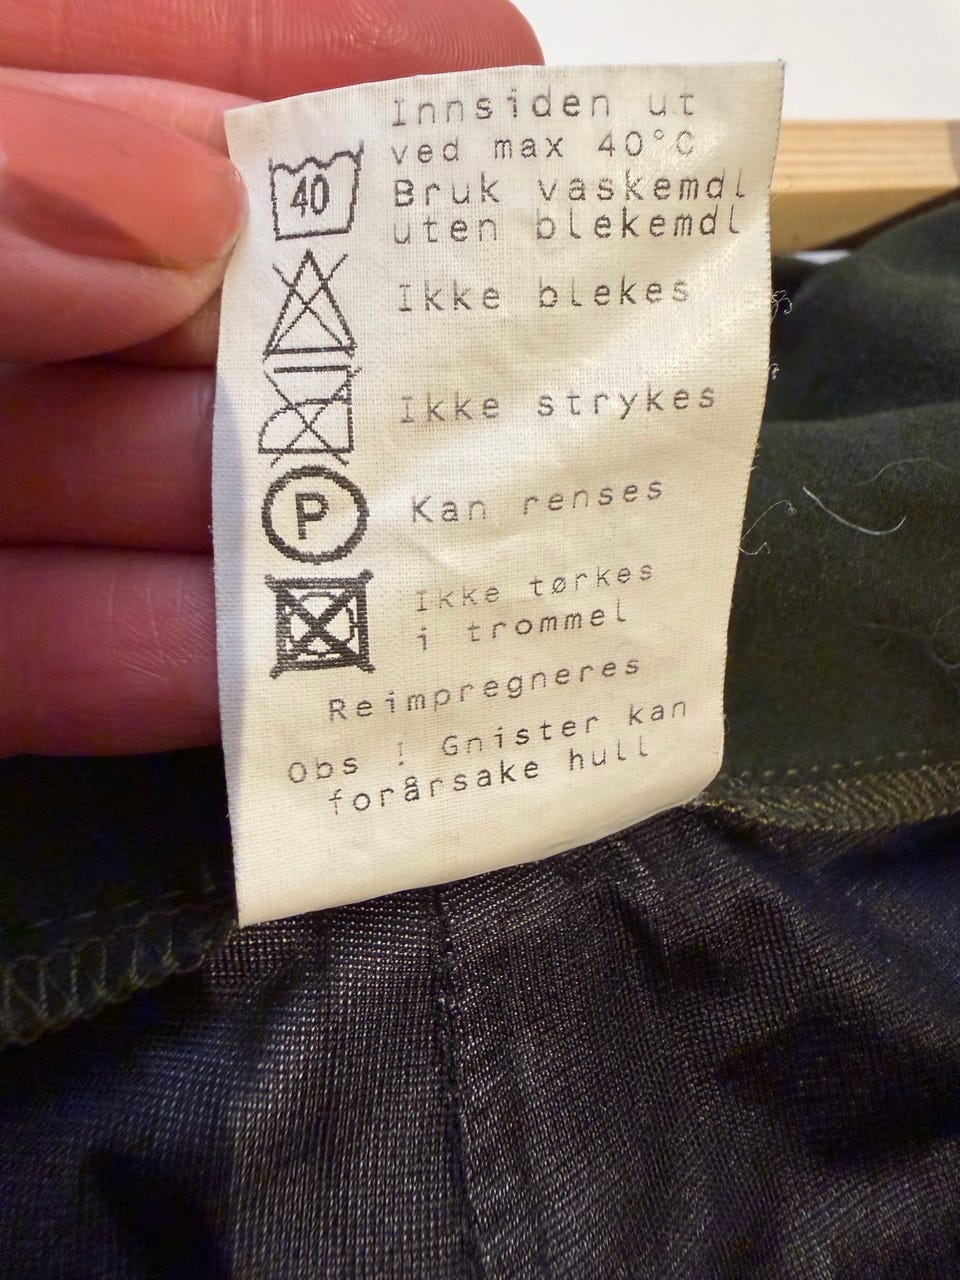 Innsiden ut
ved max 40°C
40
Bruk vaskemdl
uten blekemdl
Ikke blekes
Ikke strykes
P
Kan renses
Ikke tørkes
i trommel
Reimpregneres
Obs ! Gnister kan
forårsake hull